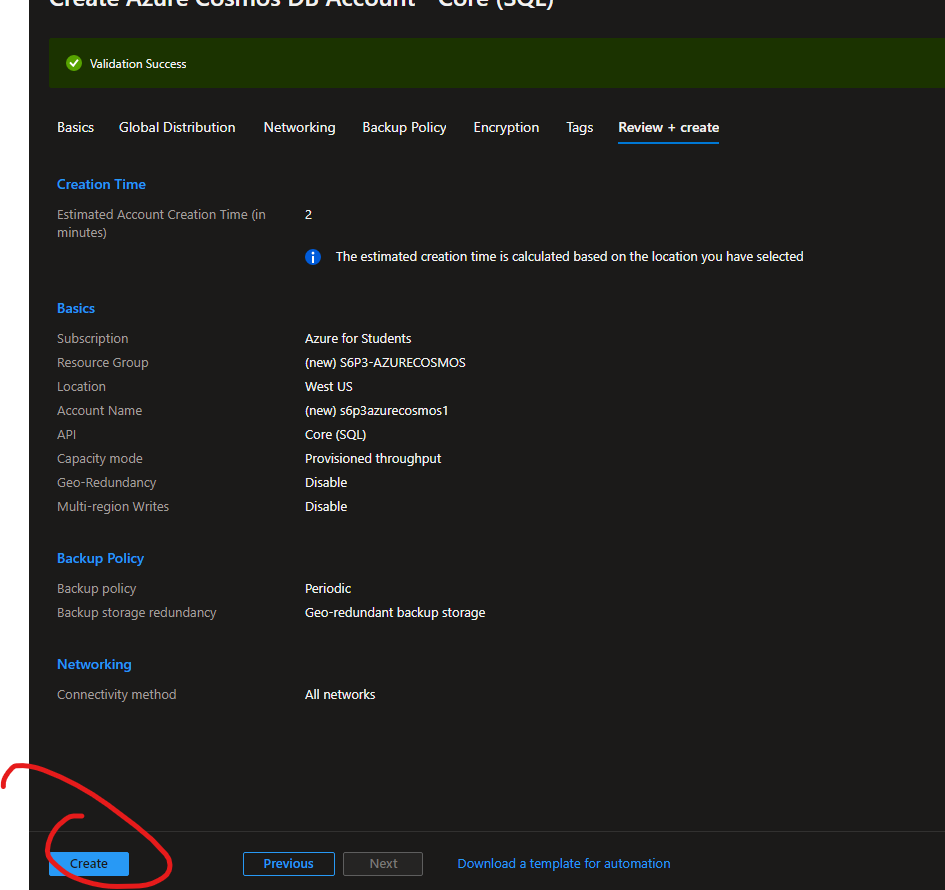 Create Azure Cosmos DB Account - Core (SQL)
Validation Success
Basics Global Distribution Networking Backup Policy Encryption Tags Review + create
Creation Time
Estimated Account Creation Time (in 2
minutes)
The estimated creation time is calculated based on the location you have selected
Basics
Subscription Azure for Students
Resource Group (new) S6P3-AZURECOSMOS
Location West US
Account Name (new) s6p3azurecosmos1
API Core (SQL)
Capacity mode Provisioned throughput
Geo-Redundancy Disable
Multi-region Writes Disable
Backup Policy
Backup policy Periodic
Backup storage redundancy Geo-redundant backup storage
Networking
Connectivity method All networks
Create Previous Next Download a template for automation